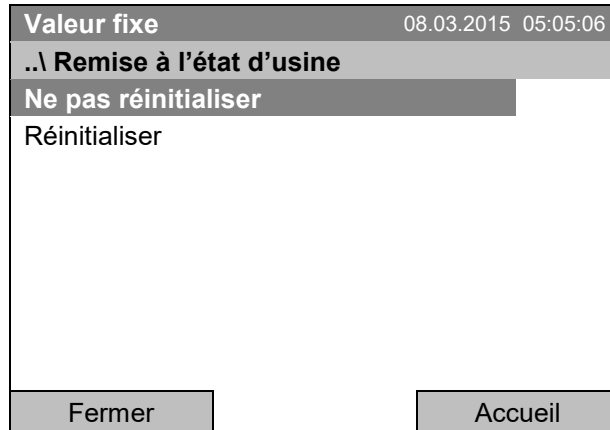 Valeur fixe 08.03.2015 05:05:06
..\ Remise à l’état d’usine
Ne pas réinitialiser
Réinitialiser
Fermer Accueil